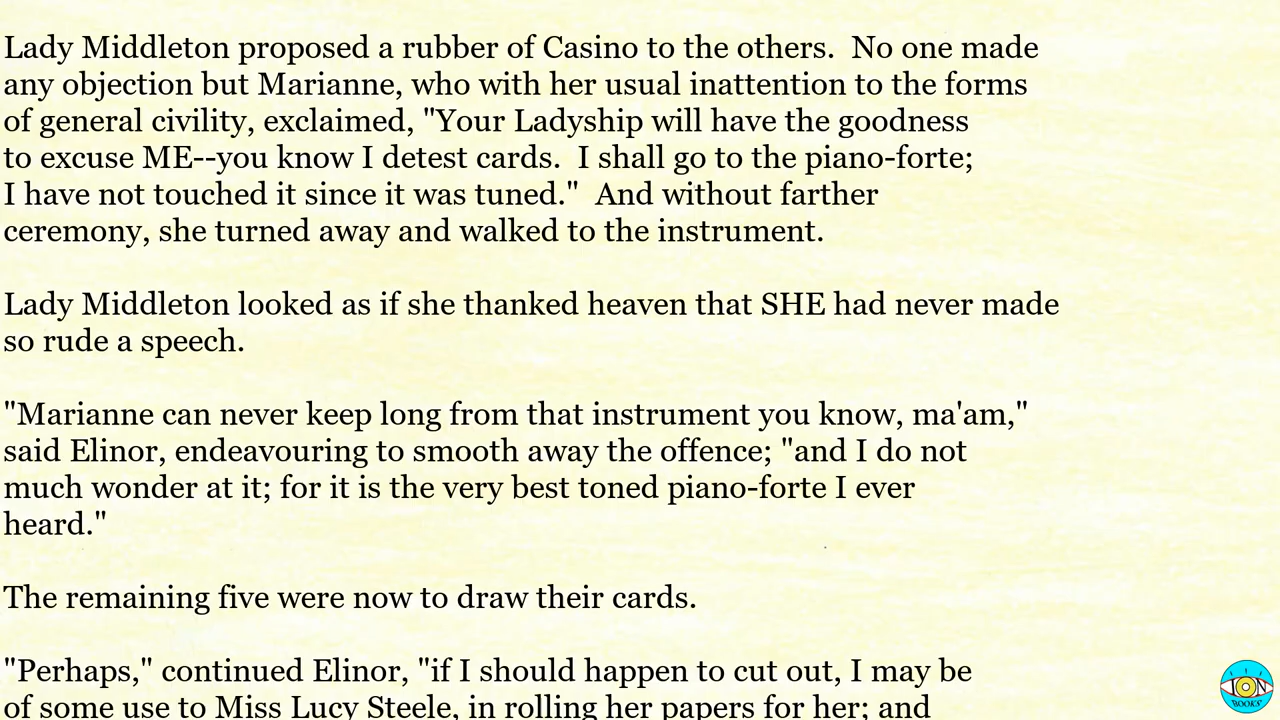 Lady Middleton proposed a rubber of Casino to the others.  No one made
any objection but Marianne, who with her usual inattention to the forms
of general civility, exclaimed, "Your Ladyship will have the goodness
to excuse ME--you know I detest cards.  I shall go to the piano-forte;
I have not touched it since it was tuned."  And without farther
ceremony, she turned away and walked to the instrument.

Lady Middleton looked as if she thanked heaven that SHE had never made
so rude a speech.

"Marianne can never keep long from that instrument you know, ma'am,"
said Elinor, endeavouring to smooth away the offence; "and I do not
much wonder at it; for it is the very best toned piano-forte I ever
heard."

The remaining five were now to draw their cards.

"Perhaps," continued Elinor, "if I should happen to cut out, I may be
of some use to Miss Lucy Steele, in rolling her papers for her; and
ION
BOOKS